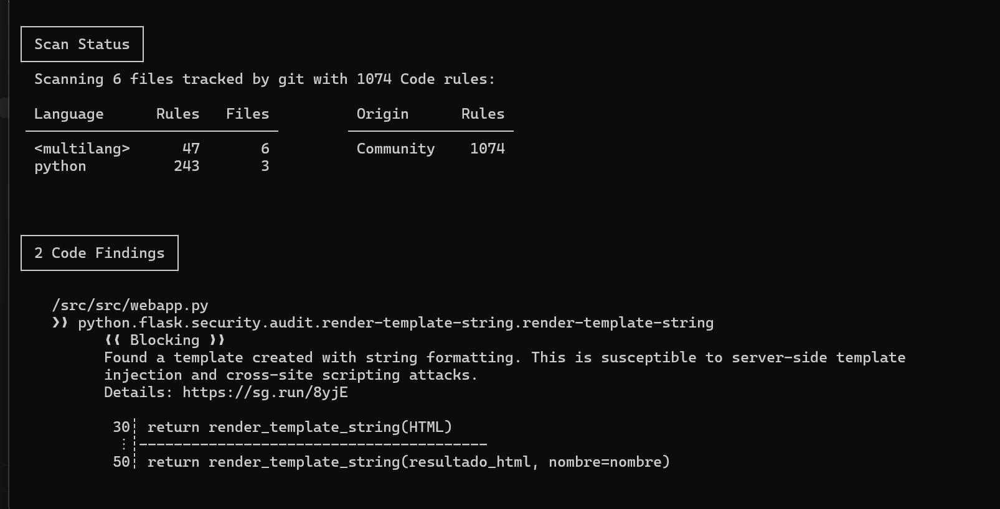 Scan Status
Scanning 6 files tracked by git with 1074 Code rules:
Language      Rules   Files          Origin      Rules
<multilang>      47       6          Community    1074
python          243       3
2 Code Findings
/src/src/webapp.py
❯❱ python.flask.security.audit.render-template-string.render-template-string
❰❰ Blocking ❱❱
Found a template created with string formatting. This is susceptible to server-side template
injection and cross-site scripting attacks.
Details: https://sg.run/8yjE
30┆ return render_template_string(HTML)
⋮┆----------------------------------------
50┆ return render_template_string(resultado_html, nombre=nombre)